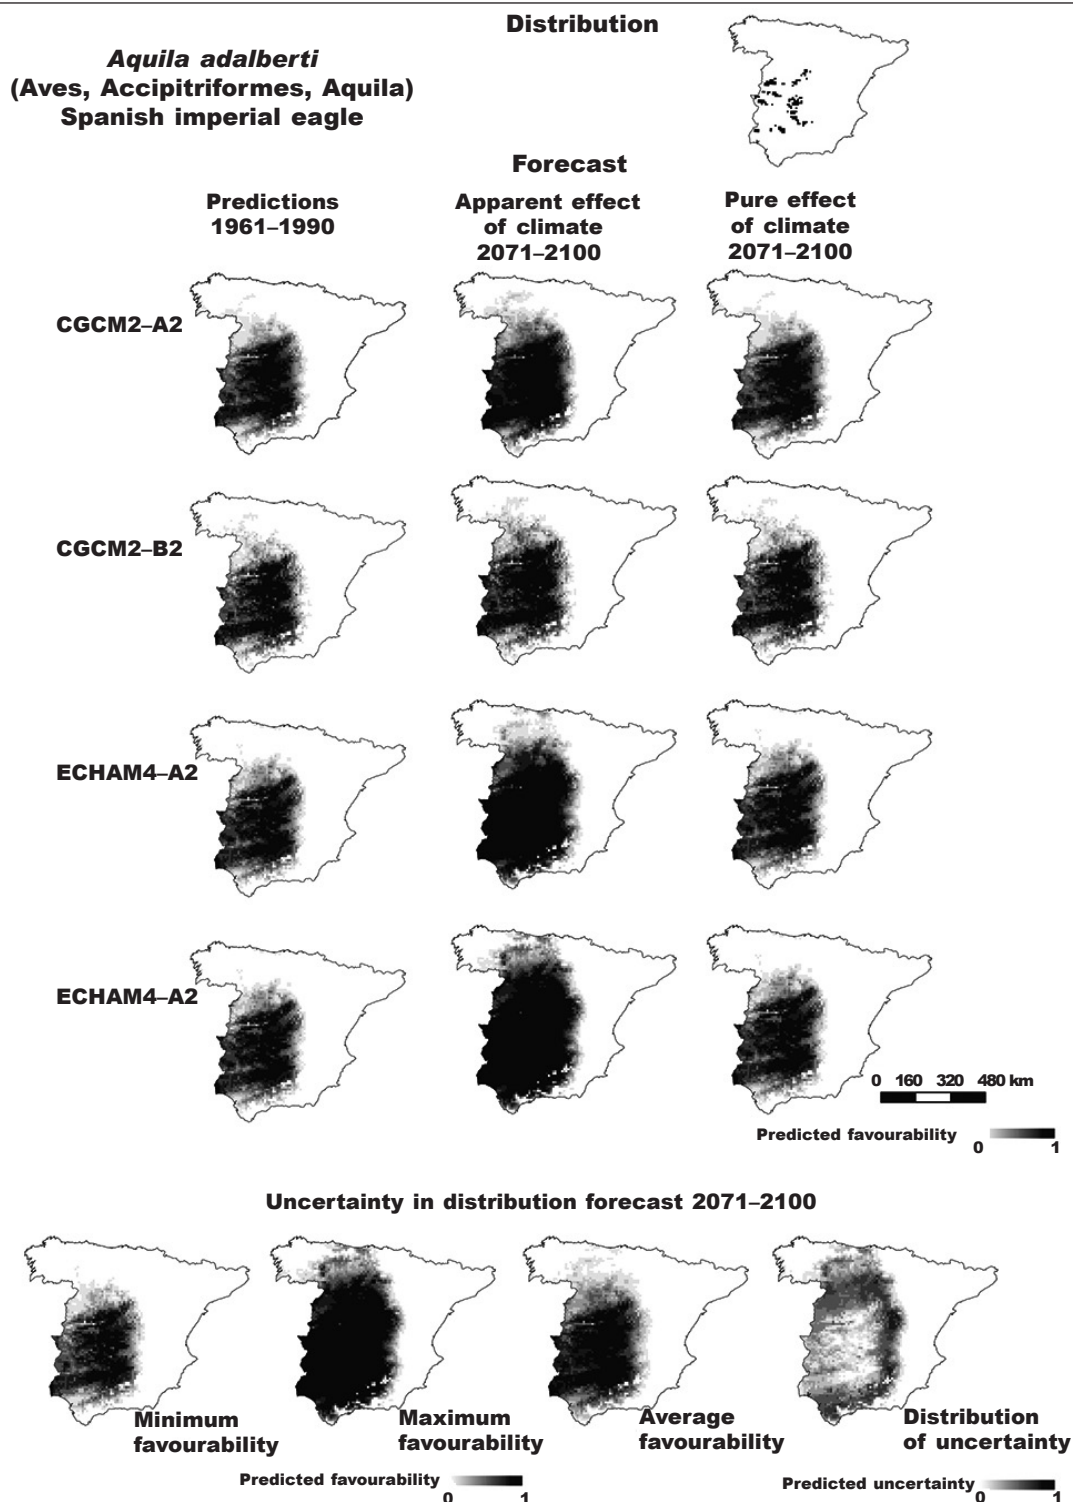 Distribution
Aquila adalberti
(Aves, Accipitriformes, Aquila)
Spanish imperial eagle
Forecast
Predictions
1961–1990
Apparent effect
of climate
2071–2100
Pure effect
of climate
2071–2100
CGCM2–A2
CGCM2–B2
ECHAM4–A2
ECHAM4–A2
0 160 320 480 km
Predicted favourability
0 1
Uncertainty in distribution forecast 2071–2100
Minimum
favourability
Maximum
favourability
Average
favourability
Distribution
of uncertainty
Predicted favourability
0 1
Predicted uncertainty
0 1